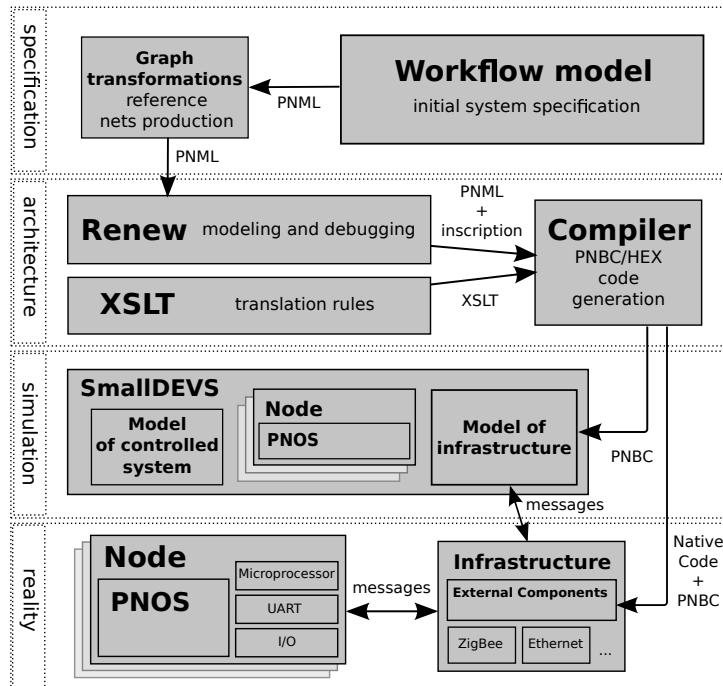 specification
Graph
transformations
reference
nets production
PNML
Workflow model
initial system specification
PNML
architecture
Renew modeling and debugging
PNML
+
inscription
XSLT translation rules
XSLT
Compiler
PNBC/HEX
code
generation
simulation
SmallDEVS
Model
of controlled
system
Node
PNOS
Model of
infrastructure
PNBC
messages
reality
Node
PNOS
Microprocessor
UART
I/O
messages
Infrastructure
External Components
ZigBee
Ethernet
...
Native
Code
+
PNBC